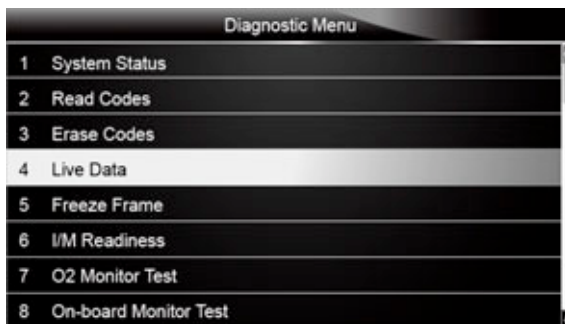 Diagnostic Menu
1 System Status
2 Read Codes
3 Erase Codes
4 Live Data
5 Freeze Frame
6 I/M Readiness
7 O2 Monitor Test
8 On-board Monitor Test